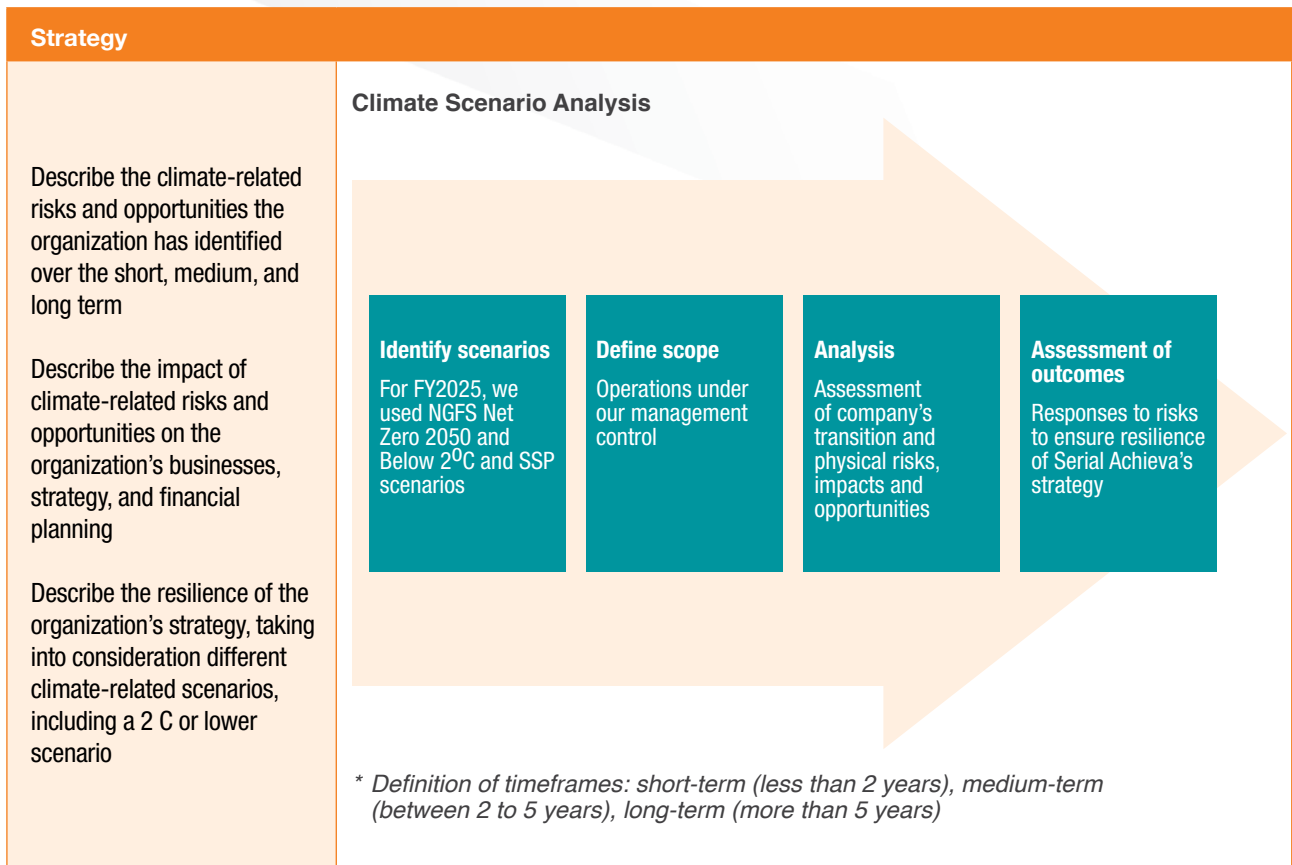 Strategy
Describe the climate-related
risks and opportunities the
organization has identified
over the short, medium, and
long term
Describe the impact of
climate-related risks and
opportunities on the
organization’s businesses,
strategy, and financial
planning
Describe the resilience of the
organization’s strategy, taking
into consideration different
climate-related scenarios,
including a 2 C or lower
scenario
Climate Scenario Analysis
Identify scenarios
For FY2025, we
used NGFS Net
Zero 2050 and
Below 2⁰C and SSP
scenarios
Define scope
Operations under
our management
control
Analysis
Assessment
of company’s
transition and
physical risks,
impacts and
opportunities
Assessment of
outcomes
Responses to risks
to ensure resilience
of Serial Achieva’s
strategy
* Definition of timeframes: short-term (less than 2 years), medium-term
(between 2 to 5 years), long-term (more than 5 years)